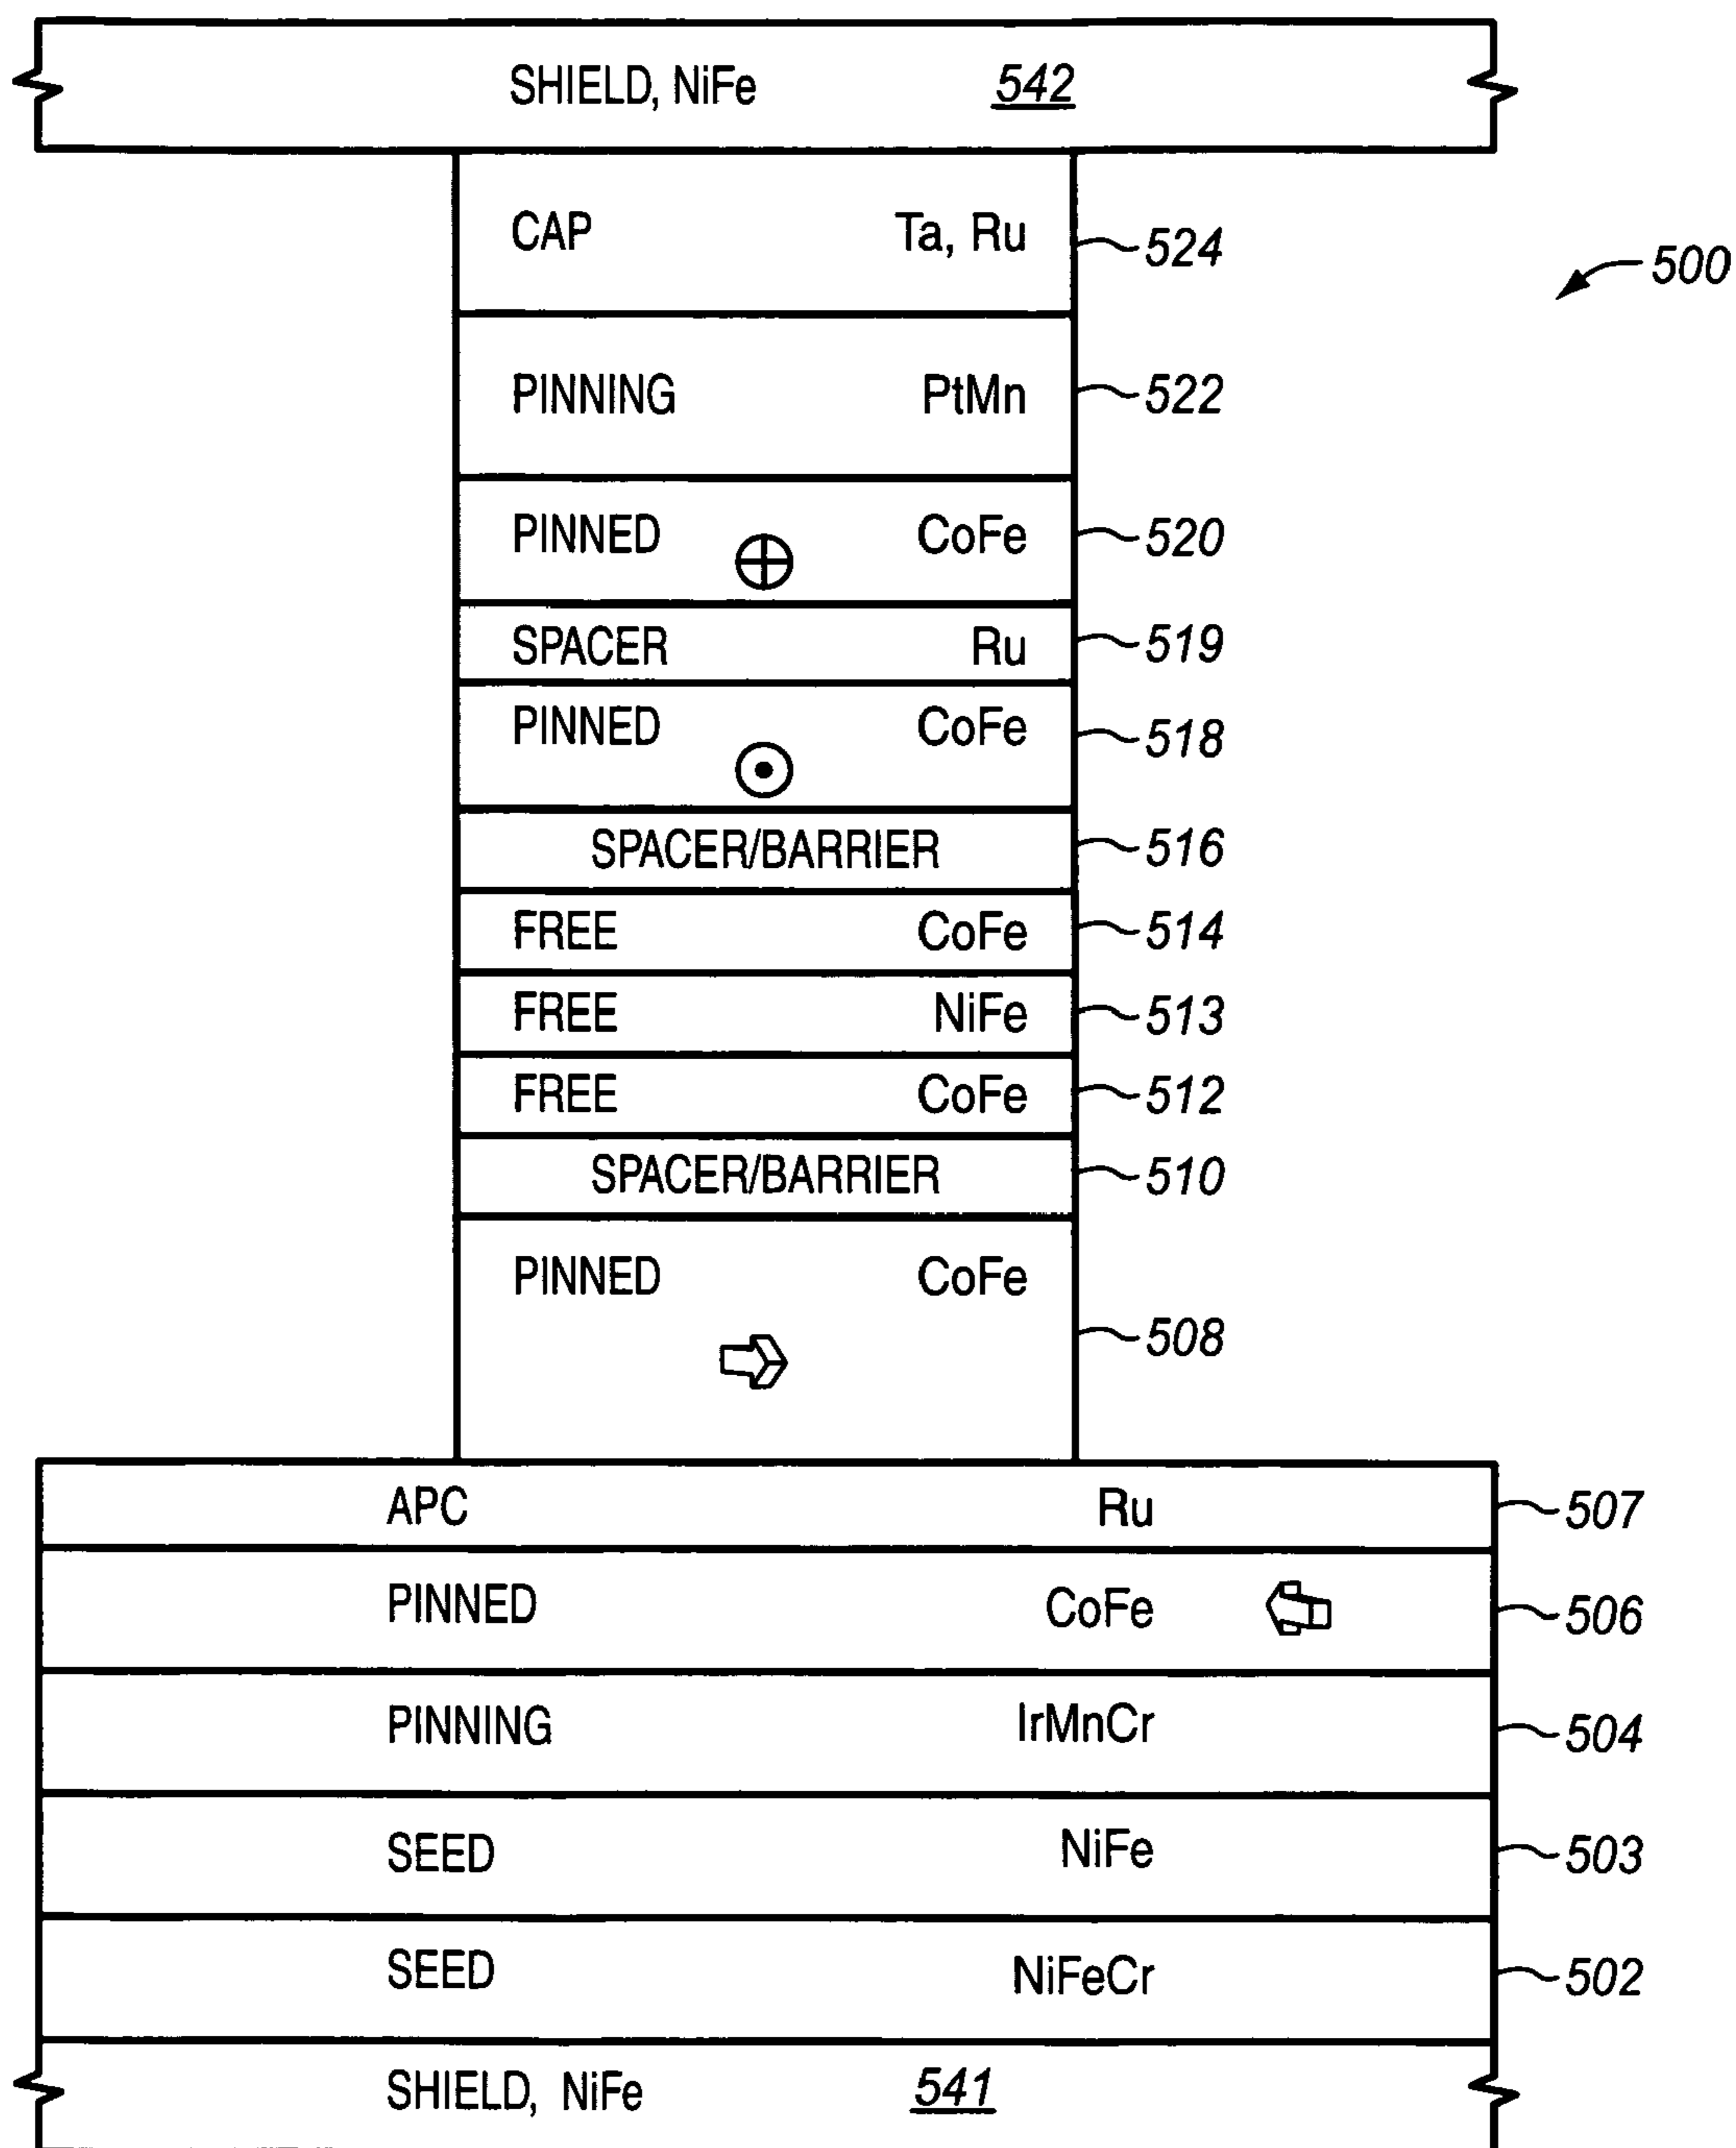 SHIELD, NiFe 542
CAP Ta, Ru 524
500
PINNING PtMn 522
PINNED CoFe 520
SPACER Ru 519
PINNED CoFe 518
SPACER/BARRIER 516
FREE CoFe 514
FREE NiFe 513
FREE CoFe 512
SPACER/BARRIER 510
PINNED CoFe
508
APC Ru 507
PINNED CoFe 506
PINNING IrMnCr 504
SEED NiFe 503
SEED NiFeCr 502
SHIELD, NiFe 541